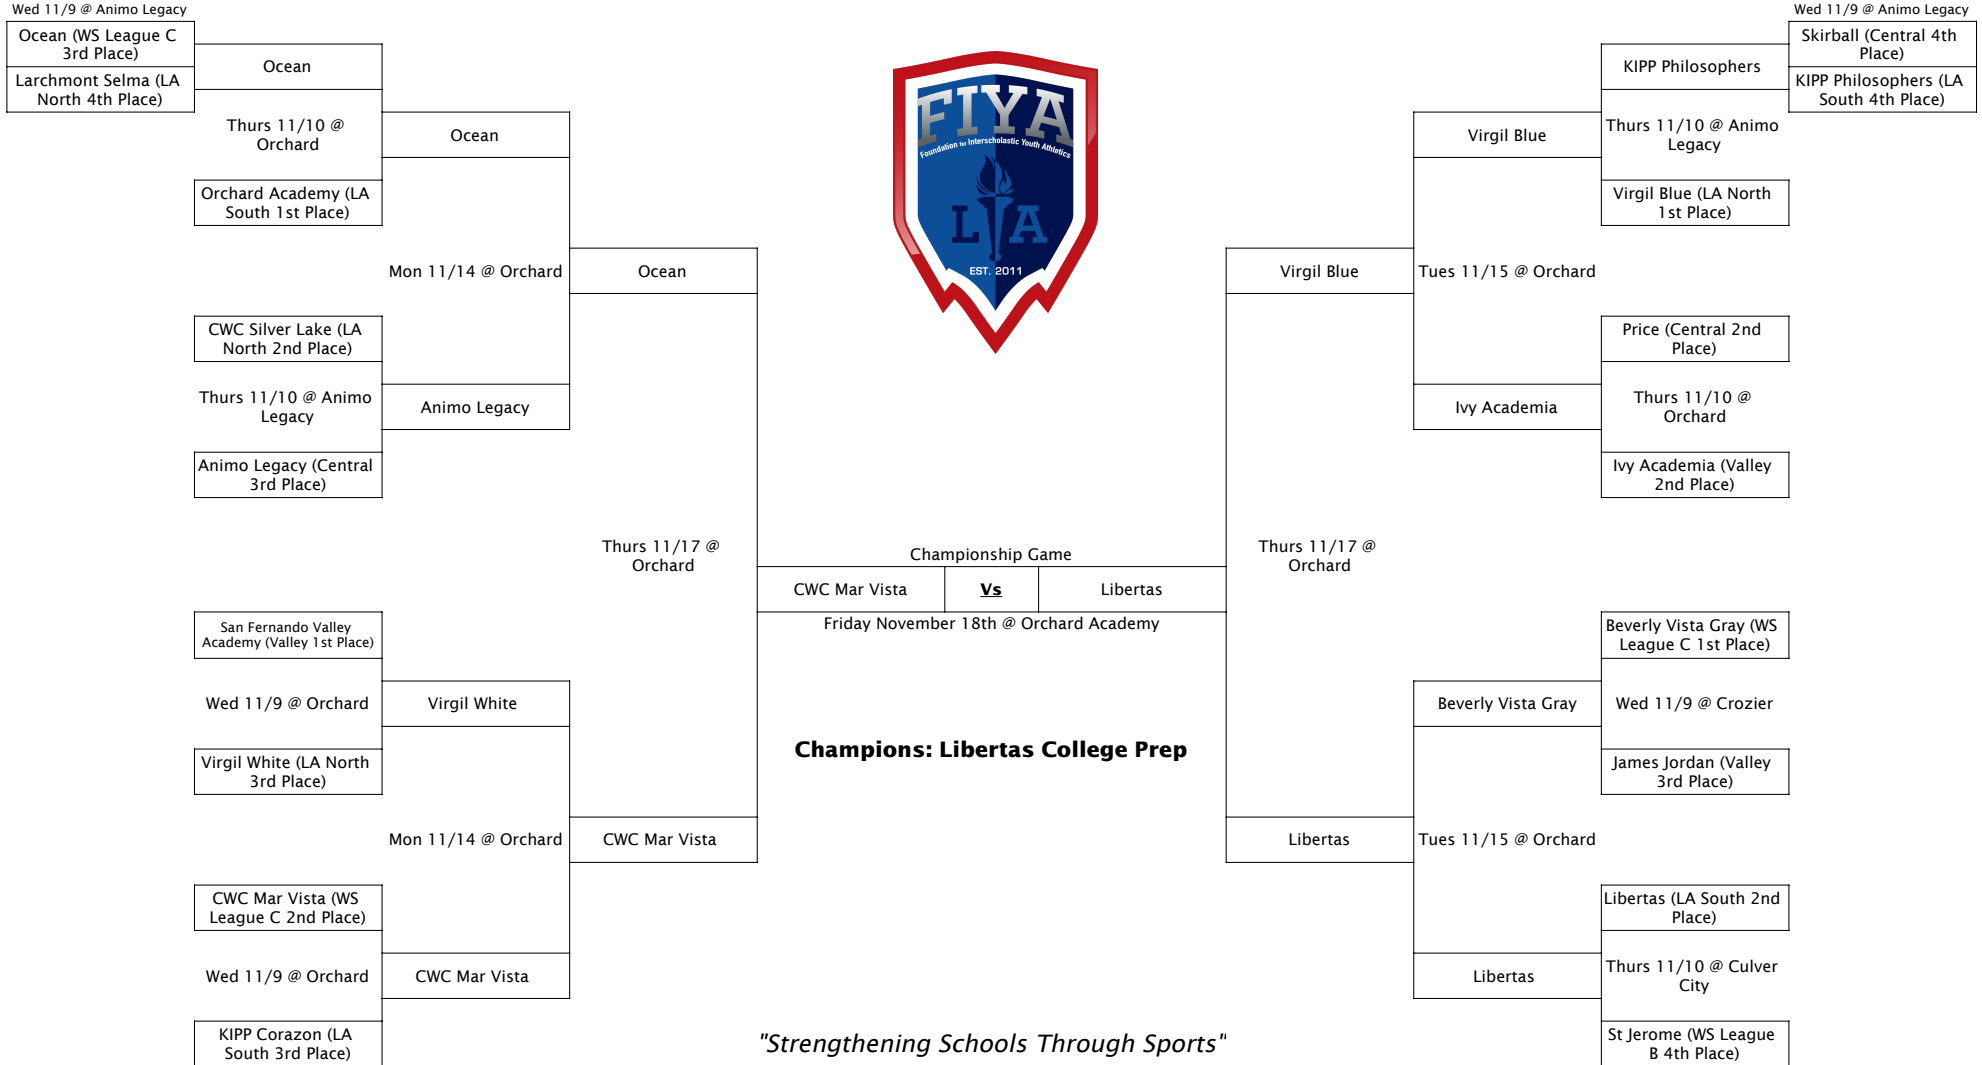 Wed 11/9 @ Animo Legacy
Ocean (WS League C
3rd Place)
Larchmont Selma (LA
North 4th Place)
Ocean
Thurs 11/10 @
Orchard
Orchard Academy (LA
South 1st Place)
Ocean
Mon 11/14 @ Orchard
CWC Silver Lake (LA
North 2nd Place)
Thurs 11/10 @ Animo
Legacy
Animo Legacy (Central
3rd Place)
Animo Legacy
Ocean
Thurs 11/17 @
Orchard
San Fernando Valley
Academy (Valley 1st Place)
Wed 11/9 @ Orchard
Virgil White (LA North
3rd Place)
Virgil White
Mon 11/14 @ Orchard
CWC Mar Vista
CWC Mar Vista (WS
League C 2nd Place)
Wed 11/9 @ Orchard
KIPP Corazon (LA
South 3rd Place)
CWC Mar Vista
FIYA
Foundation for Interscholastic Youth Athletics
LA
EST. 2011
Championship Game
CWC Mar Vista
Vs
Libertas
Friday November 18th @ Orchard Academy
Champions: Libertas College Prep
"Strengthening Schools Through Sports"
Wed 11/9 @ Animo Legacy
Skirball (Central 4th
Place)
KIPP Philosophers (LA
South 4th Place)
KIPP Philosophers
Thurs 11/10 @ Animo
Legacy
Virgil Blue (LA North
1st Place)
Virgil Blue
Tues 11/15 @ Orchard
Price (Central 2nd
Place)
Thurs 11/10 @
Orchard
Ivy Academia (Valley
2nd Place)
Ivy Academia
Virgil Blue
Thurs 11/17 @
Orchard
Beverly Vista Gray (WS
League C 1st Place)
Wed 11/9 @ Crozier
James Jordan (Valley
3rd Place)
Beverly Vista Gray
Tues 11/15 @ Orchard
Libertas
Libertas (LA South 2nd
Place)
Thurs 11/10 @ Culver
City
St Jerome (WS League
B 4th Place)
Libertas